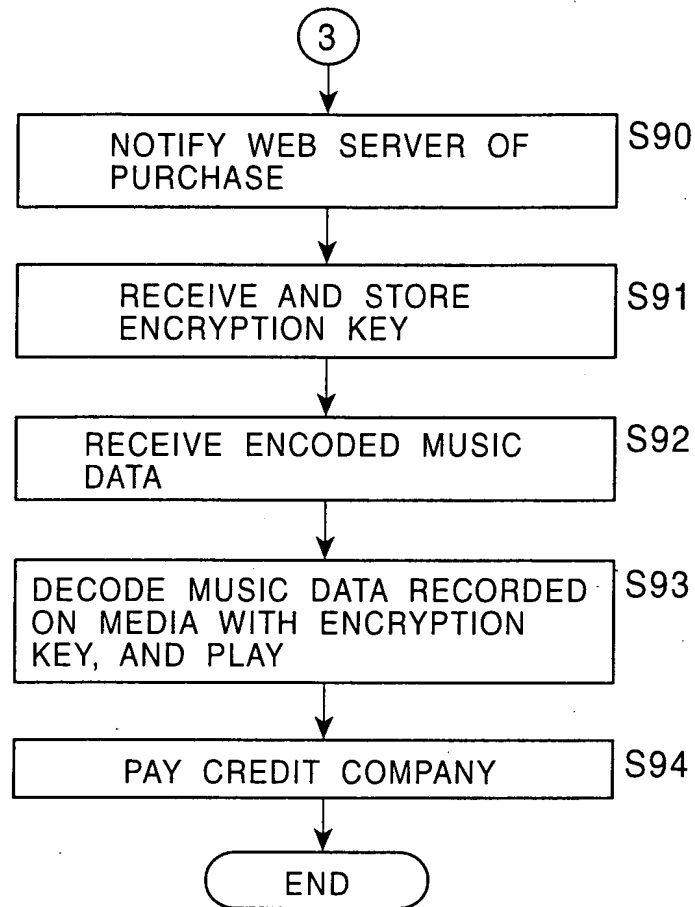 3
NOTIFY WEB SERVER OF
PURCHASE
S90
RECEIVE AND STORE
ENCRYPTION KEY
S91
RECEIVE ENCODED MUSIC
DATA
S92
DECODE MUSIC DATA RECORDED
ON MEDIA WITH ENCRYPTION
KEY, AND PLAY
S93
PAY CREDIT COMPANY
S94
END